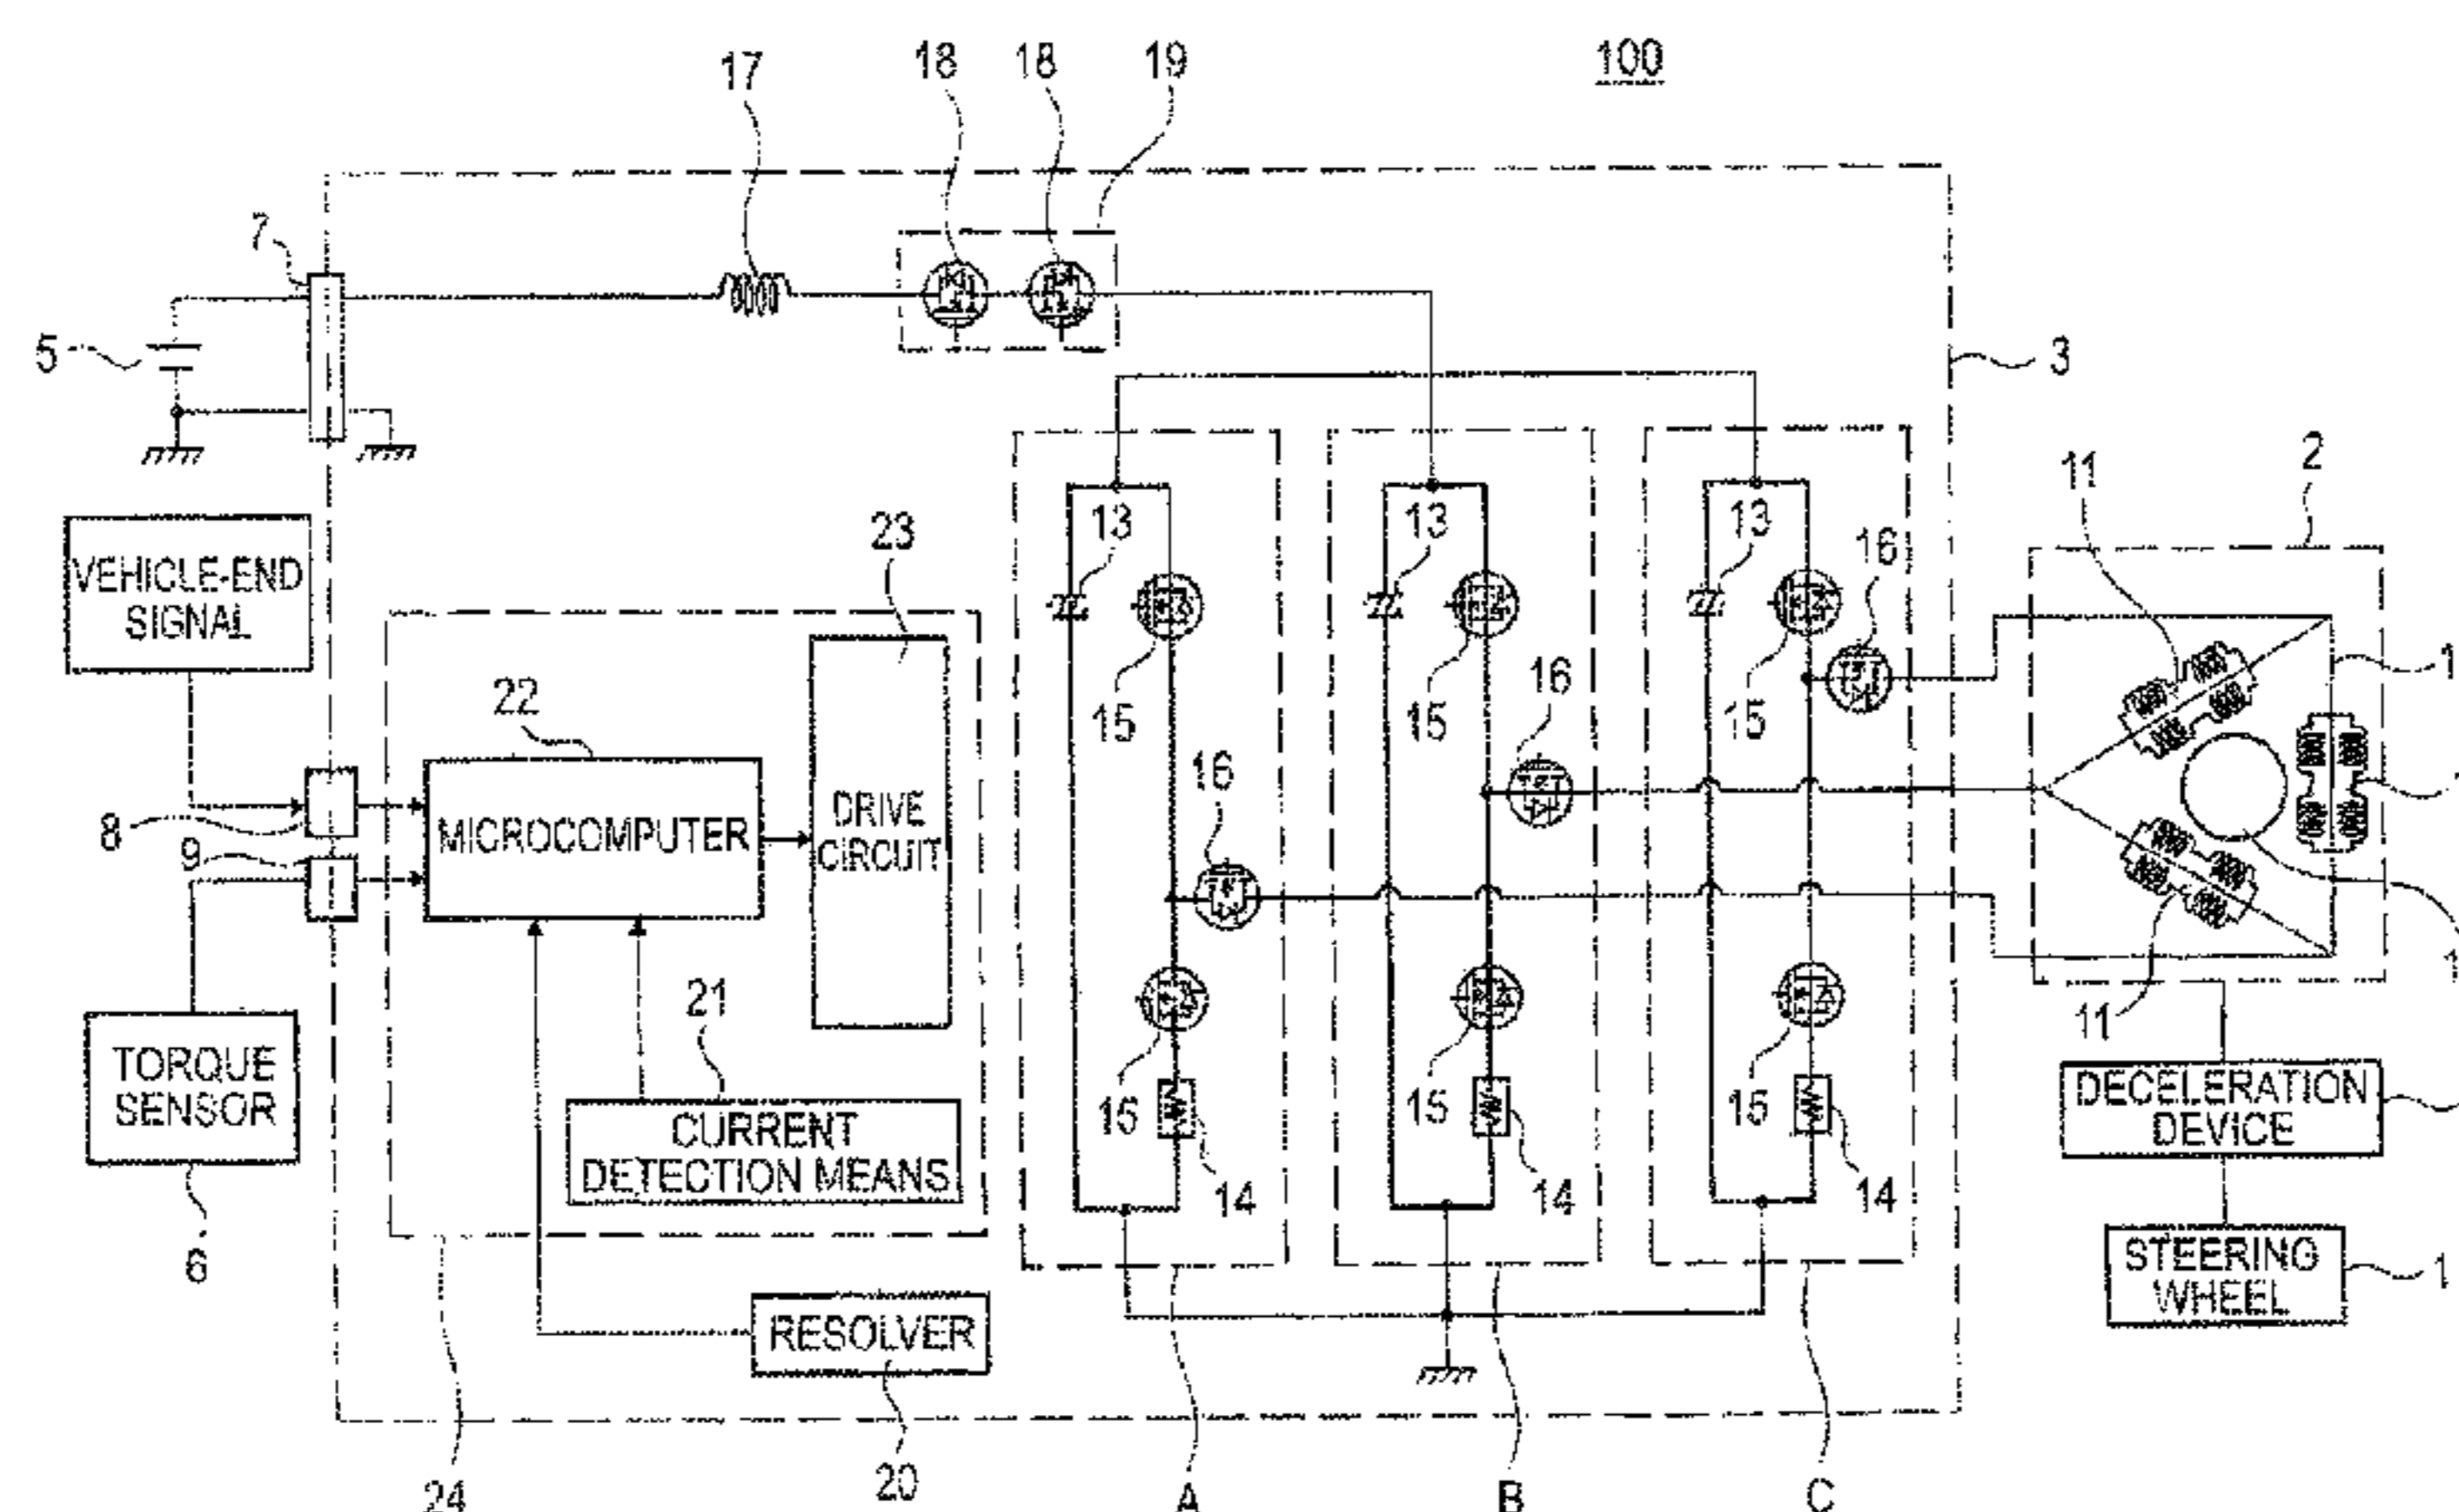 100
17
18
18
19
7
5
3
2
11
13
13
13
16
23
VEHICLE-END
SIGNAL
15
15
15
16
1
22
16
8
9
MICROCOMPUTER
DRIVE
CIRCUIT
21
11
TORQUE
SENSOR
CURRENT
DETECTION MEANS
15
15
15
14
14
14
DECELERATION
DEVICE
6
STEERING
WHEEL
1
RESOLVER
20
24
A
B
C